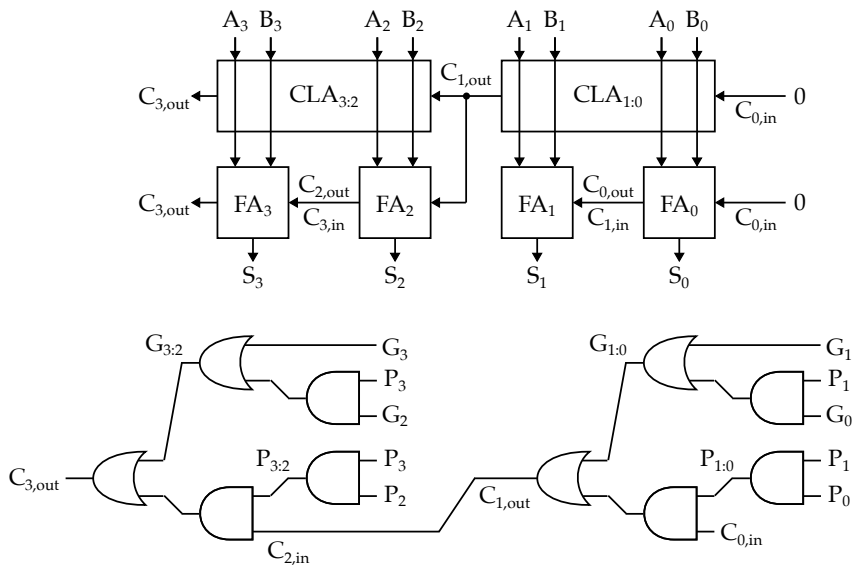 A3 B3 A2 B2 A1 B1 A0 B0
C3,out CLA3:2 C1,out CLA1:0 0
C0,in
C3,out FA3 C2,out FA2 FA1 C0,out FA0 0
C3,in C1,in C0,in
S3 S2 S1 S0
G3:2 G3 G1:0 G1
P3 P1
G2 G0
P3:2 P3 P1:0 P1
C3,out P2 C1,out P0
C2,in C0,in